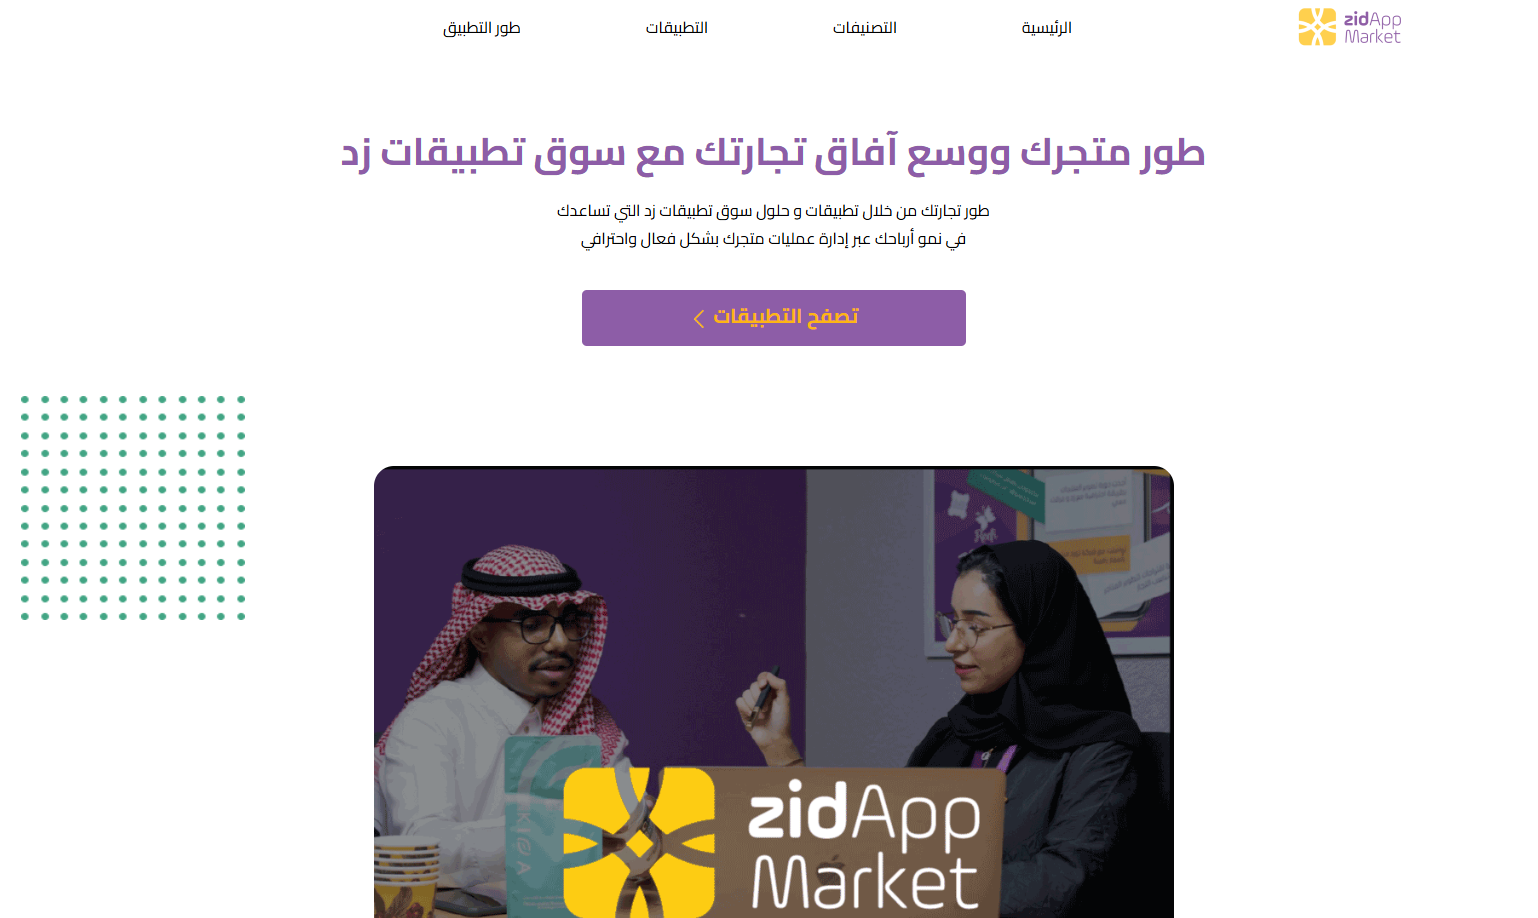 zidApp
Market
الرئيسية
التصنيفات
التطبيقات
طور التطبيق
طور متجرك ووسع آفاق تجارتك مع سوق تطبيقات زد
طور تجارتك من خلال تطبيقات و حلول سوق تطبيقات زد التي تساعدك
في نمو أرباحك عبر إدارة عمليات متجرك بشكل فعال واحترافي
تصفح التطبيقات
zidApp
Market